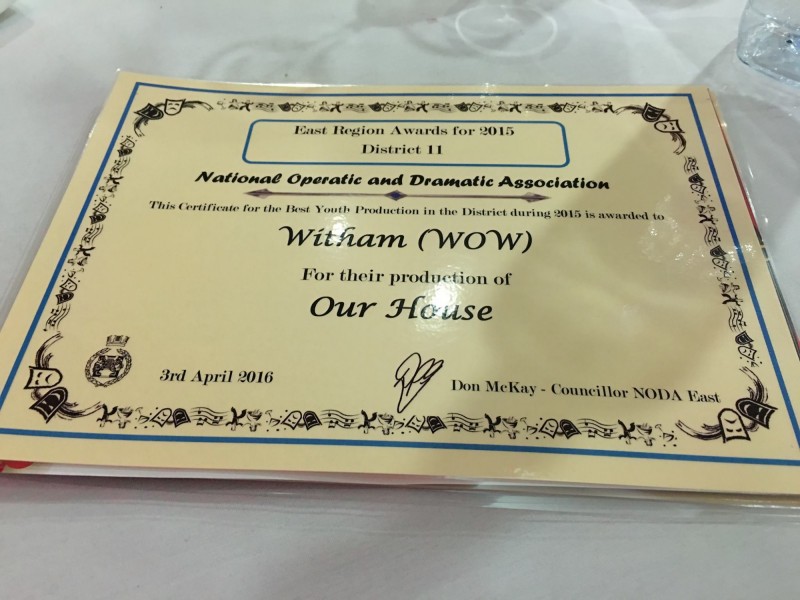 East Region Awards for 2015
District 11
National Operatic and Dramatic Association
This Certificate for the Best Youth Production in the District during 2015 is awarded to
Witham (WOW)
For their production of
Our House
3rd April 2016
Don McKay - Councillor NODA East